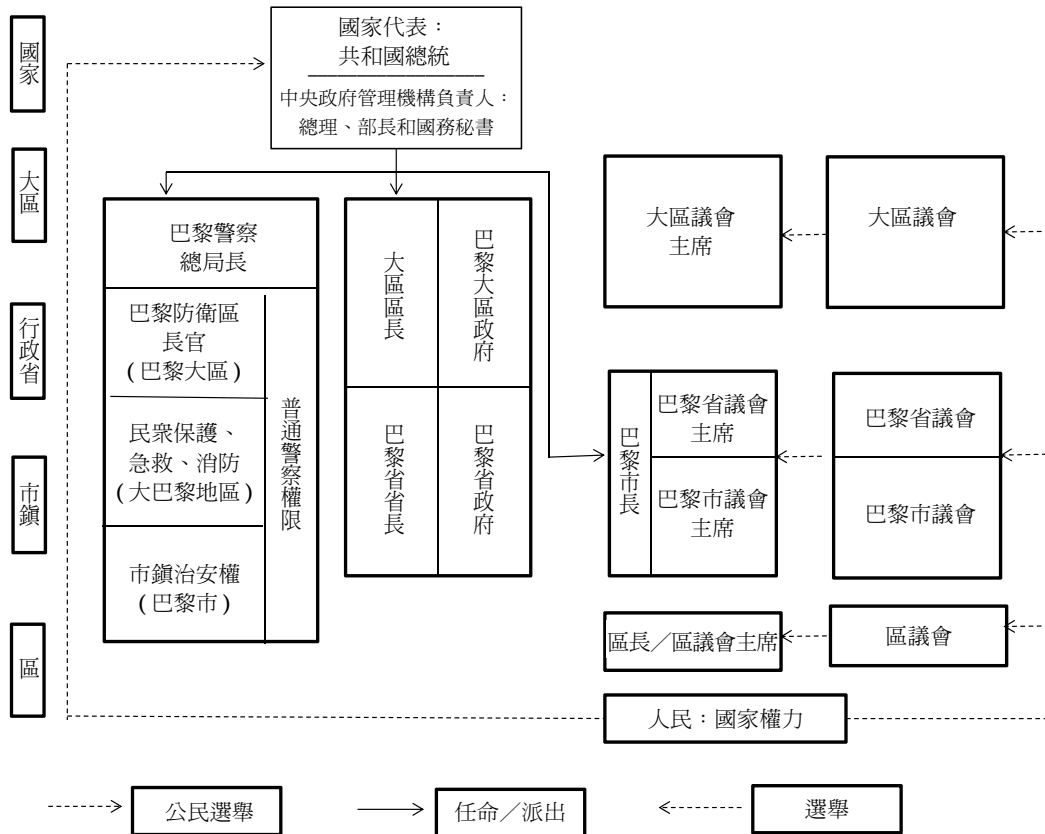 國家
大區
行政省
市鎮
區
國家代表：
共和國總統
中央政府管理機構負責人：
總理、部長和國務秘書
巴黎警察
總局長
巴黎防衛區
長官
(巴黎大區)
民眾保護、
急救、消防
(大巴黎地區)
市鎮治安權
(巴黎市)
普通警察權限
大區區長
巴黎大區政府
巴黎省省長
巴黎省政府
大區議會
主席
大區議會
巴黎市長
巴黎省議會
主席
巴黎市議會
主席
巴黎省議會
巴黎市議會
區長／區議會主席
區議會
人民：國家權力
公民選舉
任命／派出
選舉